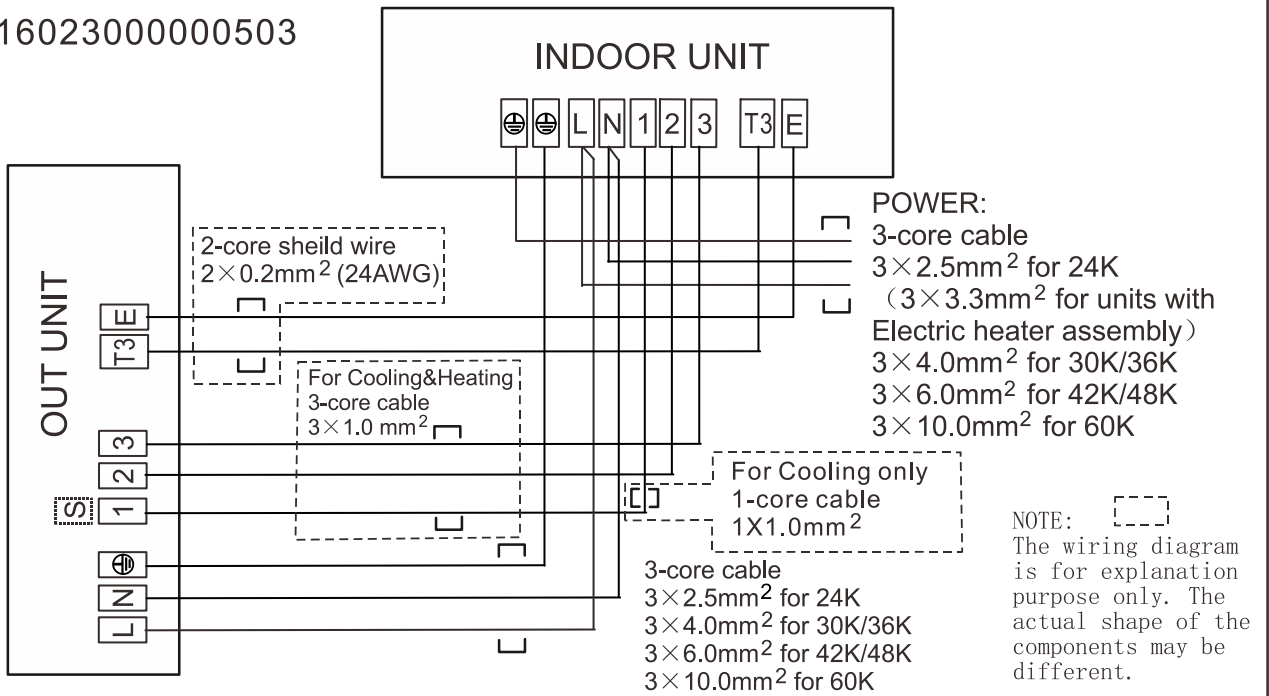 16023000000503
INDOOR UNIT
L N 1 2 3 T3 E
POWER:
3-core cable
3×2.5mm² for 24K
（3×3.3mm² for units with
Electric heater assembly）
3×4.0mm² for 30K/36K
3×6.0mm² for 42K/48K
3×10.0mm² for 60K
2-core sheild wire
2×0.2mm² (24AWG)
OUT UNIT
E
T3
3
2
S 1
N
L
For Cooling&Heating
3-core cable
3×1.0 mm²
For Cooling only
1-core cable
1X1.0mm²
3-core cable
3×2.5mm² for 24K
3×4.0mm² for 30K/36K
3×6.0mm² for 42K/48K
3×10.0mm² for 60K
NOTE:
The wiring diagram
is for explanation
purpose only. The
actual shape of the
components may be
different.